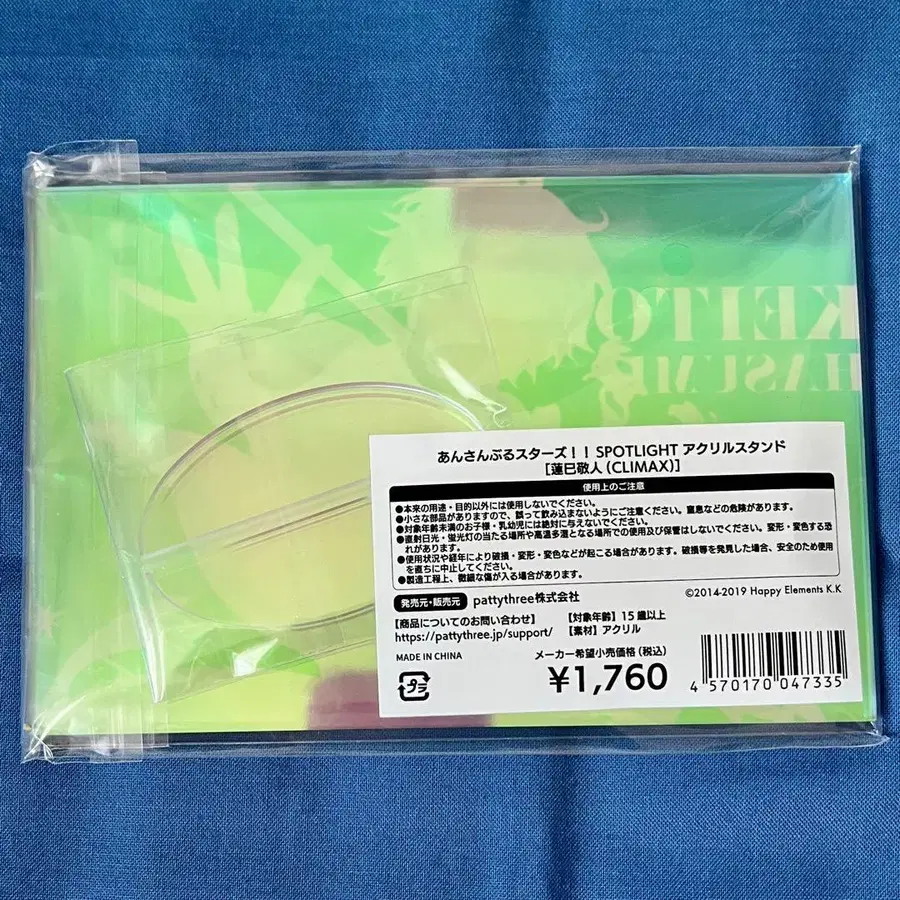 KEITO
HASUMI
あんさんぶるスターズ！！ SPOTLIGHT アクリルスタンド
[蓮巳敬人（CLIMAX）]
使用上のご注意
●本来の用途・目的以外には使用しないでください。
●小さな部品がありますので、誤って飲み込まないようにご注意ください。窒息などの危険があります。
●対象年齢未満のお子様・乳幼児には絶対に与えないでください。
●直射日光・蛍光灯の当たる場所や高温多湿となる場所での使用及び保管はしないでください。変形・変色する恐
れがあります。
●使用状況や経年により破損・変形・変色などが起こる場合があります。破損等を発見した場合、安全のため使用
を直ちに中止してください。
●製造工程上、微細な傷が入る場合があります。
©2014-2019 Happy Elements K.K
発売元・販売元 pattythree株式会社
【商品についてのお問い合わせ】 【対象年齢】15歳以上
https://pattythree.jp/support/ 【素材】アクリル
MADE IN CHINA
メーカー希望小売価格（税込）
プラ
¥1,760
4 570170 047335